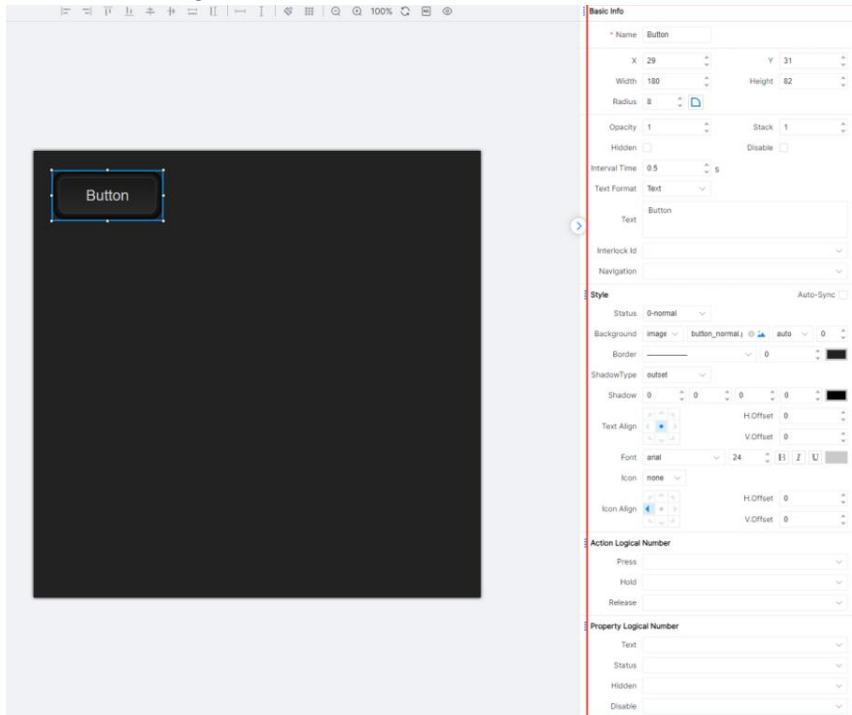 100%
Button
Basic Info
* Name Button
X 29 Y 31
Width 180 Height 82
Radius 8
Opacity 1 Stack 1
Hidden Disable
Interval Time 0.5 s
Text Format Text
Text Button
Interlock Id
Navigation
Style Auto-Sync
Status 0-normal
Background image button_normal.p auto 0
Border 0
ShadowType outset
Shadow 0 0 0 0
Text Align H.Offset 0
V.Offset 0
Font arial 24 B I U
Icon none
Icon Align H.Offset 0
V.Offset 0
Action Logical Number
Press
Hold
Release
Property Logical Number
Text
Status
Hidden
Disable